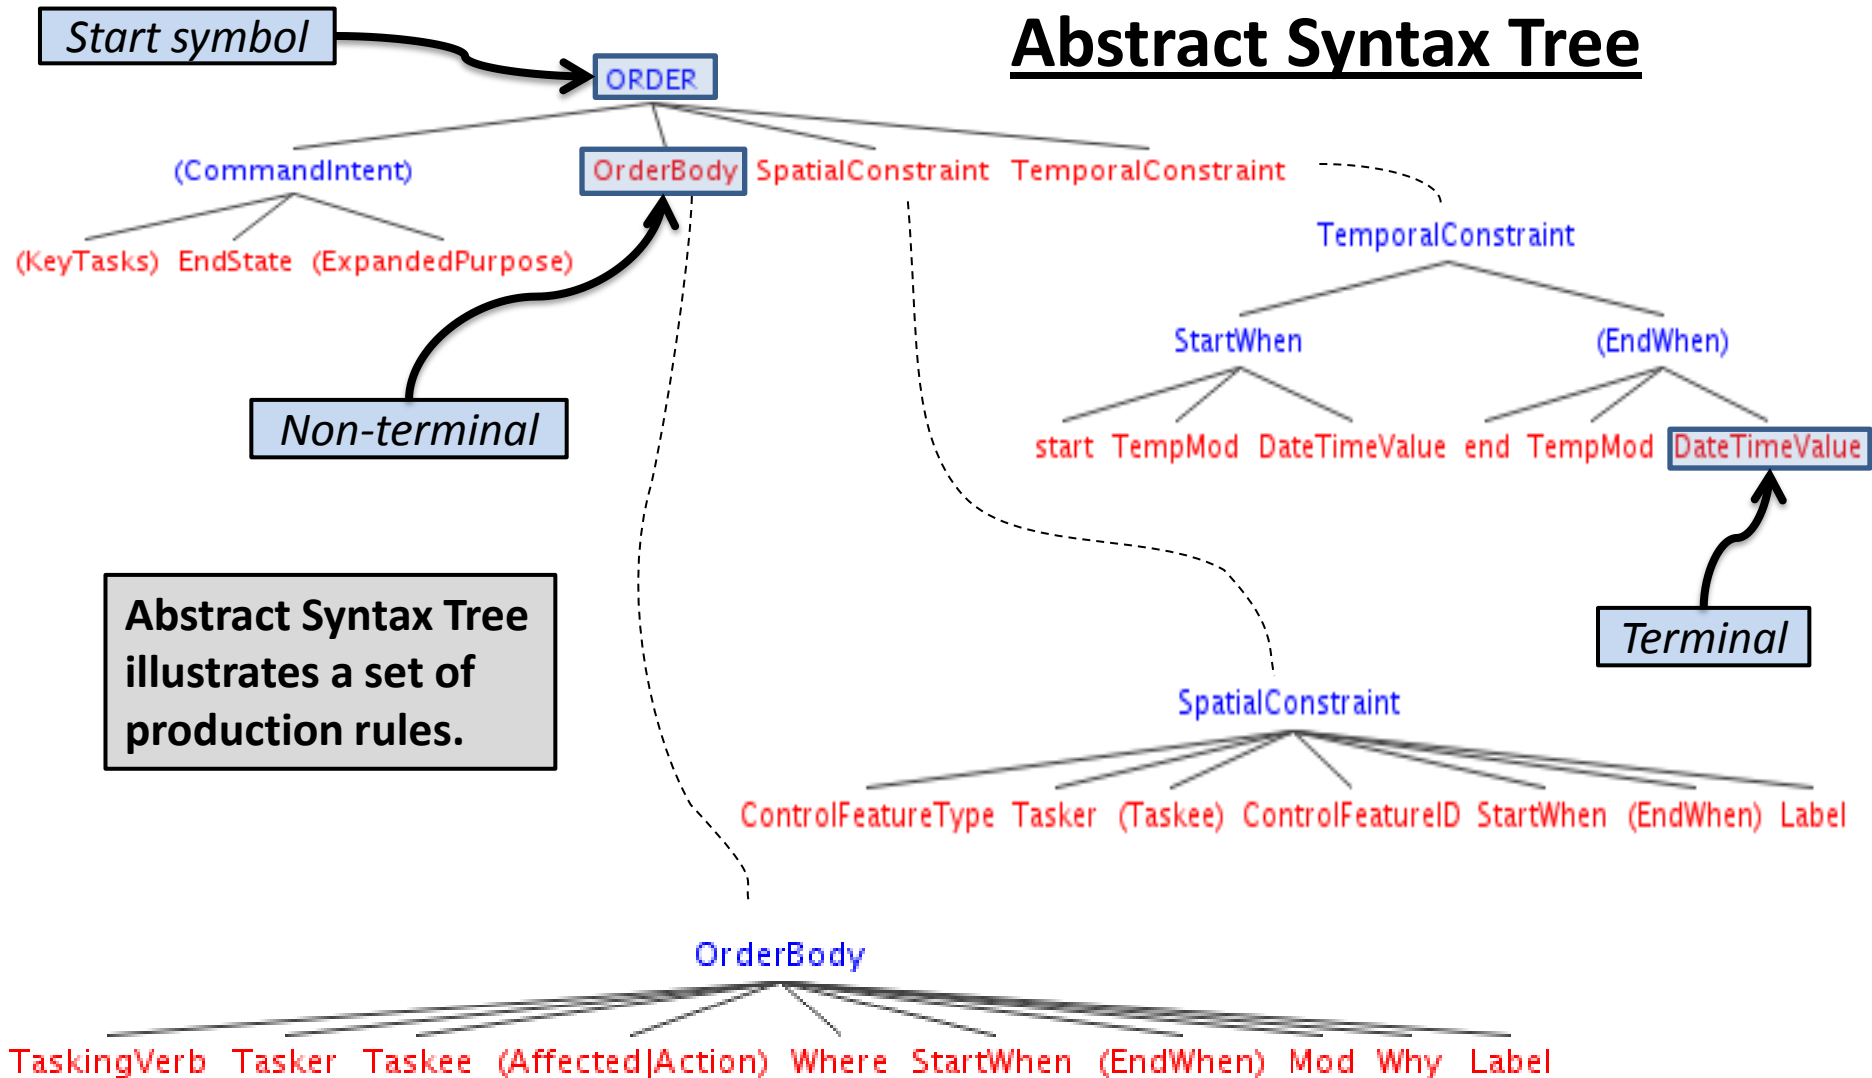 Start symbol
Abstract Syntax Tree
ORDER
(CommandIntent) OrderBody SpatialConstraint TemporalConstraint
(KeyTasks) EndState (ExpandedPurpose)
TemporalConstraint
StartWhen (EndWhen)
Non-terminal
start TempMod DateTimeValue end TempMod DateTimeValue
Abstract Syntax Tree
illustrates a set of
production rules.
Terminal
SpatialConstraint
ControlFeatureType Tasker (Taskee) ControlFeatureID StartWhen (EndWhen) Label
OrderBody
TaskingVerb Tasker Taskee (Affected|Action) Where StartWhen (EndWhen) Mod Why Label